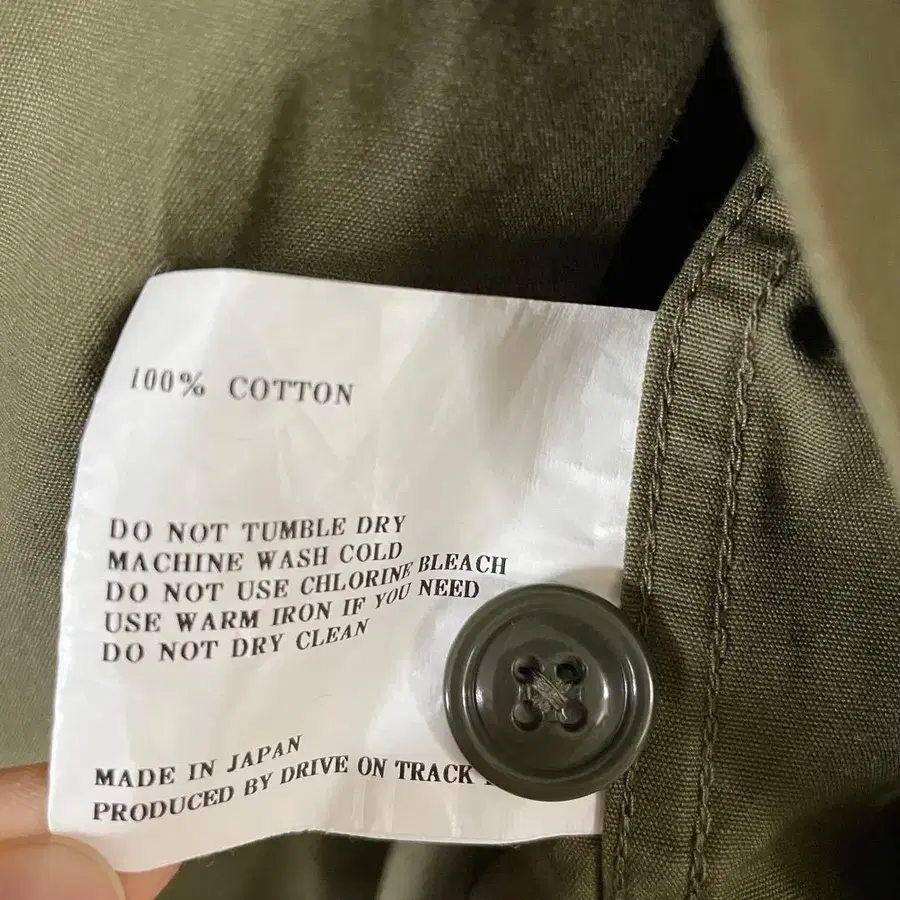 100% COTTON
DO NOT TUMBLE DRY
MACHINE WASH COLD
DO NOT USE CHLORINE BLEACH
USE WARM IRON IF YOU NEED
DO NOT DRY CLEAN
MADE IN JAPAN
PRODUCED BY DRIVE ON TRACK